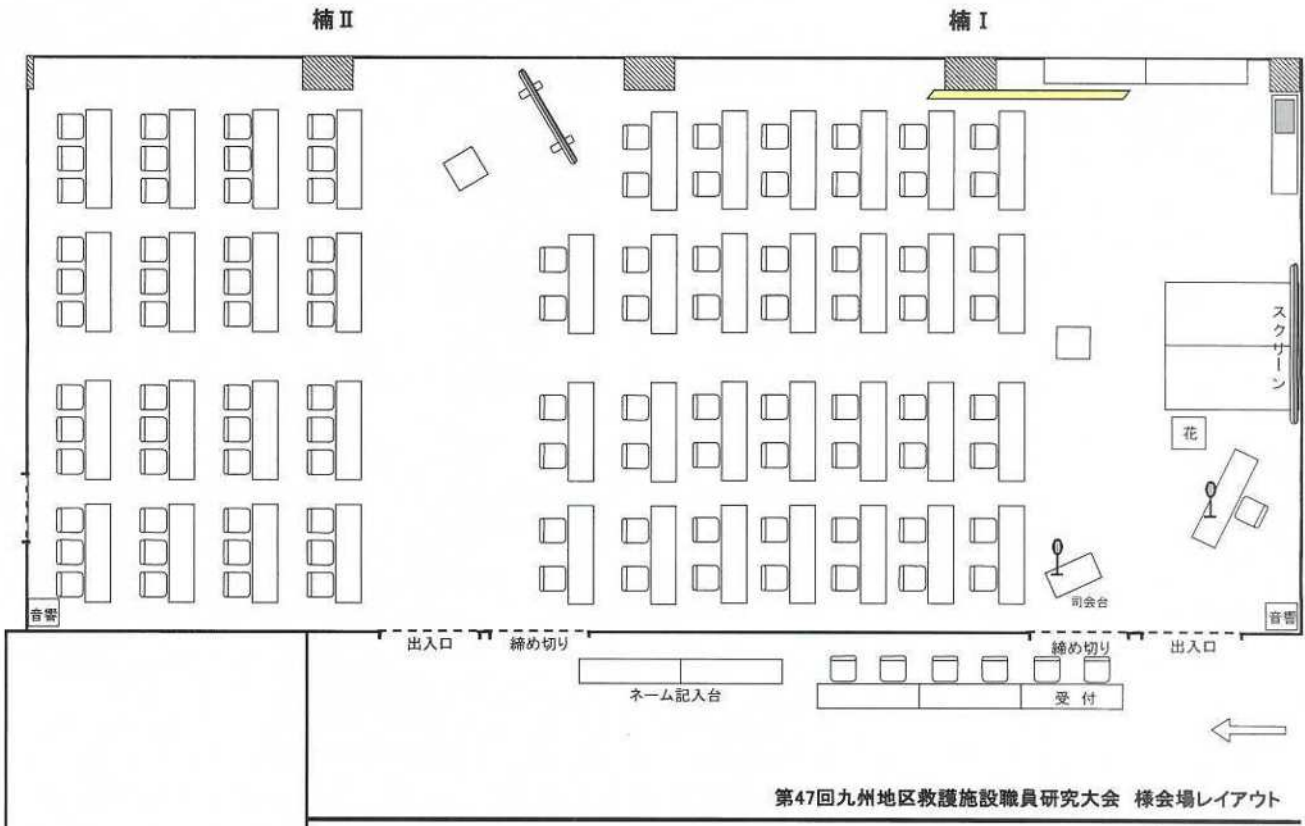 楠Ⅱ
楠Ⅰ
スクリーン
花
司会台
音響
音響
出入口
締め切り
締め切り
出入口
ネーム記入台
受 付
第47回九州地区救護施設職員研究大会 様会場レイアウト